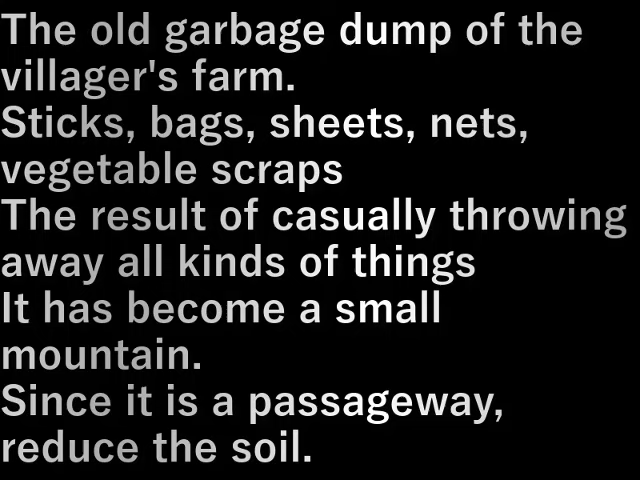 The old garbage dump of the
villager's farm.
Sticks, bags, sheets, nets,
vegetable scraps
The result of casually throwing
away all kinds of things
It has become a small
mountain.
Since it is a passageway,
reduce the soil.